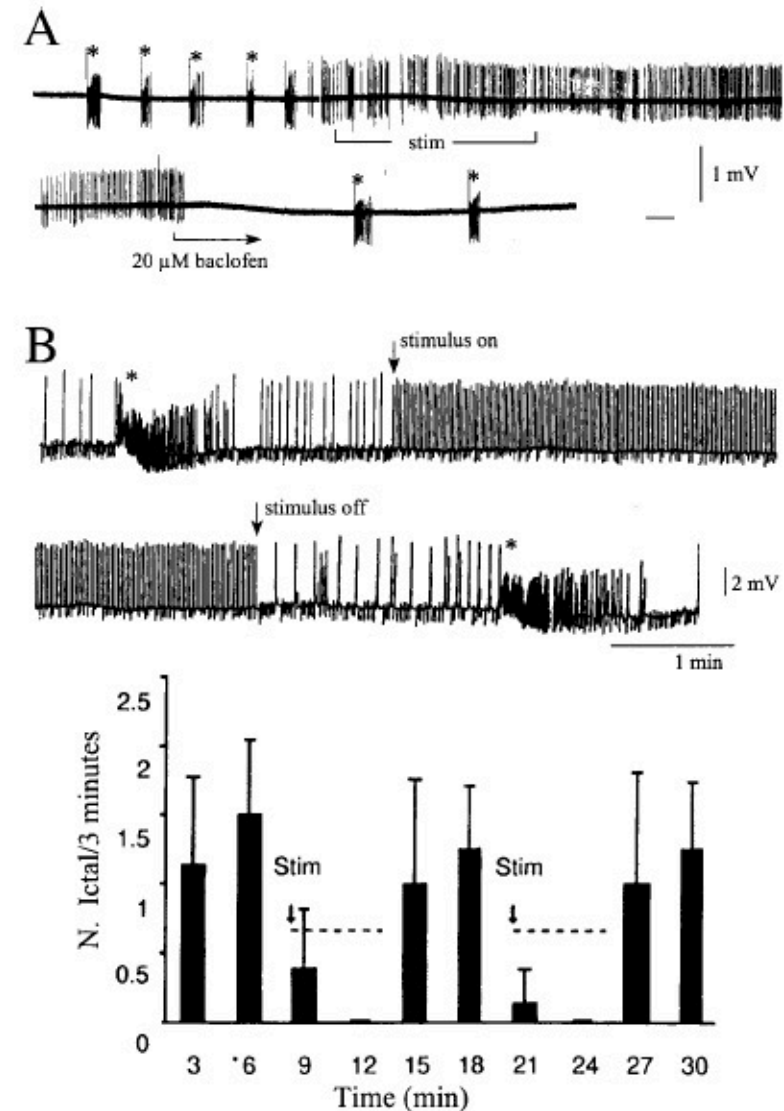 A
* * * *
stim
1 mV
* *
20 µM baclofen
B
stimulus on
*
stimulus off
*
2 mV
1 min
2.5
2
1.5
1
0.5
0
N. Ictal/3 minutes
Stim Stim
3 6 9 12 15 18 21 24 27 30
Time (min)